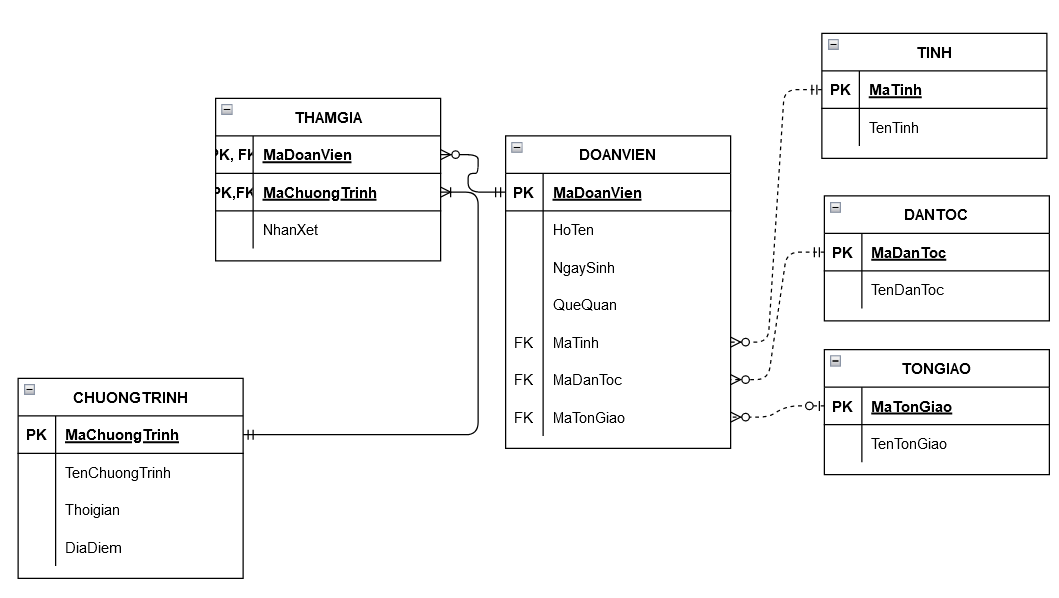 THAMGIA
PK, FK MaDoanVien
PK,FK MaChuongTrinh
NhanXet
CHUONGTRINH
PK MaChuongTrinh
TenChuongTrinh
Thoigian
DiaDiem
DOANVIEN
PK MaDoanVien
HoTen
NgaySinh
QueQuan
FK MaTinh
FK MaDanToc
FK MaTonGiao
TINH
PK MaTinh
TenTinh
DANTOC
PK MaDanToc
TenDanToc
TONGIAO
PK MaTonGiao
TenTonGiao